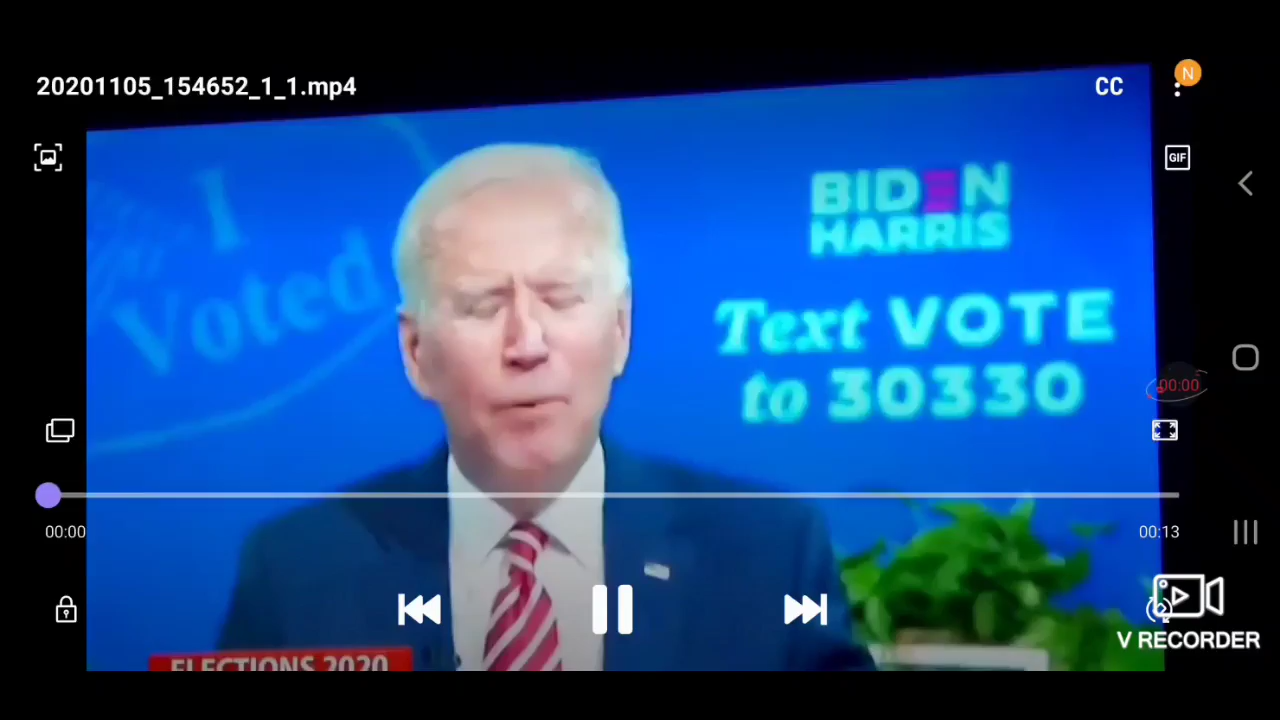 20201105_154652_1_1.mp4
CC
N
GIF
I
Voted
BIDEN
HARRIS
Text VOTE
to 30330
00:00
00:00
00:13
V RECORDER
ELECTIONS 2020